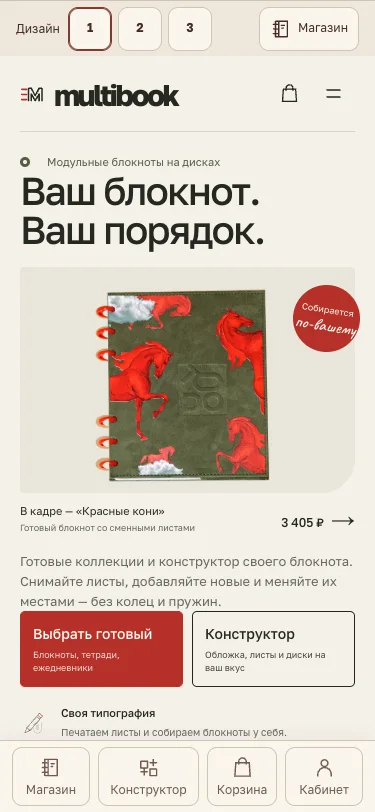 Дизайн
1
2
3
Магазин
multibook
Модульные блокноты на дисках
Ваш блокнот.
Ваш порядок.
Собирается
по-вашему
В кадре — «Красные кони»
Готовый блокнот со сменными листами
3 405 ₽
Готовые коллекции и конструктор своего блокнота.
Снимайте листы, добавляйте новые и меняйте их
местами — без колец и пружин.
Выбрать готовый
Блокноты, тетради,
ежедневники
Конструктор
Обложка, листы и диски на
ваш вкус
Своя типография
Печатаем листы и собираем блокноты у себя.
Магазин
Конструктор
Корзина
Кабинет